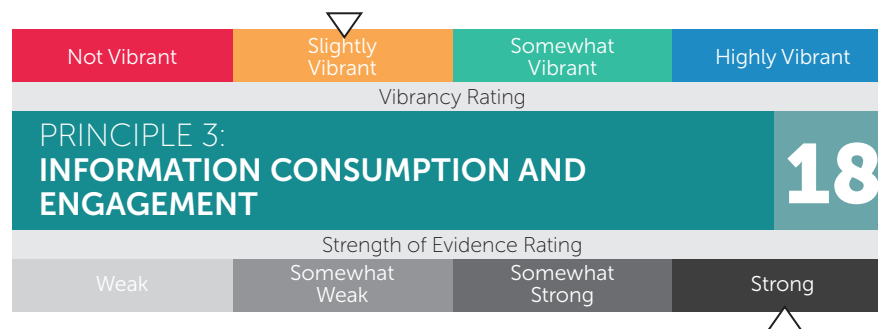 Not Vibrant
Slightly
Vibrant
Somewhat
Vibrant
Highly Vibrant
Vibrancy Rating
PRINCIPLE 3:
INFORMATION CONSUMPTION AND
ENGAGEMENT
18
Strength of Evidence Rating
Weak
Somewhat
Weak
Somewhat
Strong
Strong